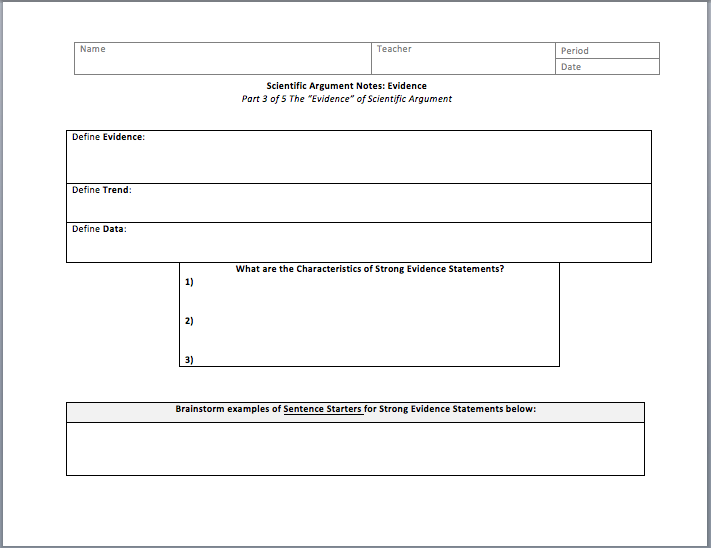 Name
Teacher
Period
Date
Scientific Argument Notes: Evidence
Part 3 of 5 The "Evidence" of Scientific Argument
Define Evidence:
Define Trend:
Define Data:
What are the Characteristics of Strong Evidence Statements?
1)
2)
3)
Brainstorm examples of Sentence Starters for Strong Evidence Statements below: